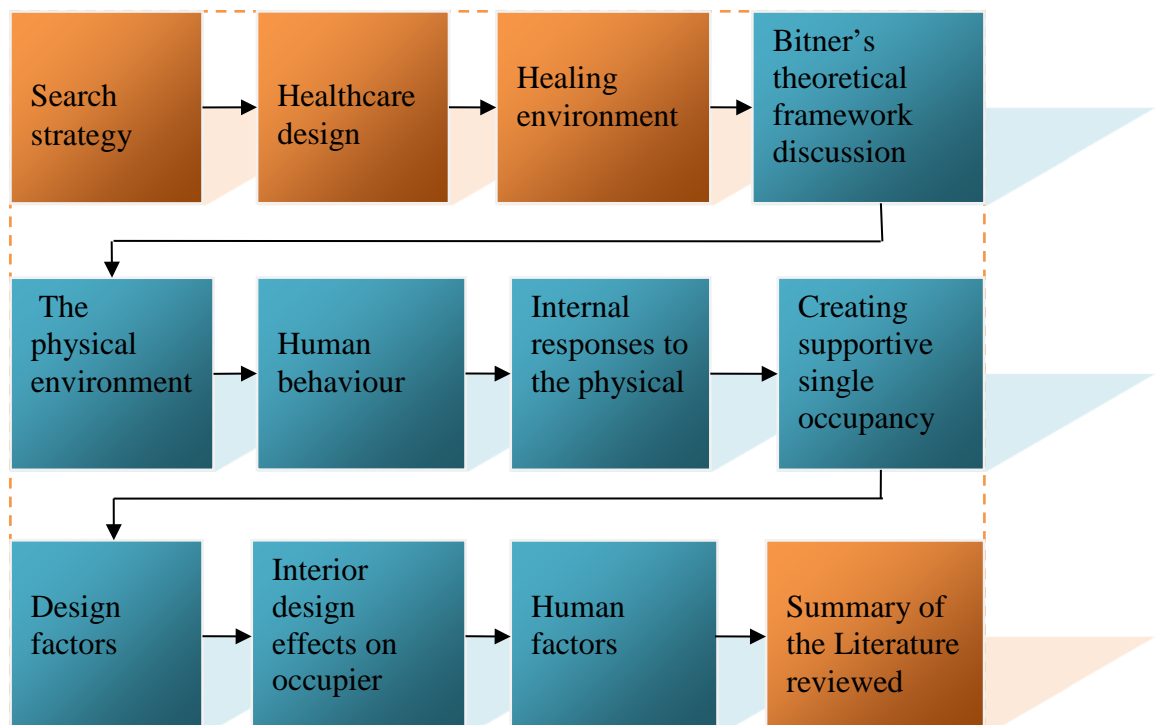 Search
strategy
Healthcare
design
Healing
environment
Bitner’s
theoretical
framework
discussion
The
physical
environment
Human
behaviour
Internal
responses to
the physical
Creating
supportive
single
occupancy
Design
factors
Interior
design
effects on
occupier
Human
factors
Summary of
the Literature
reviewed